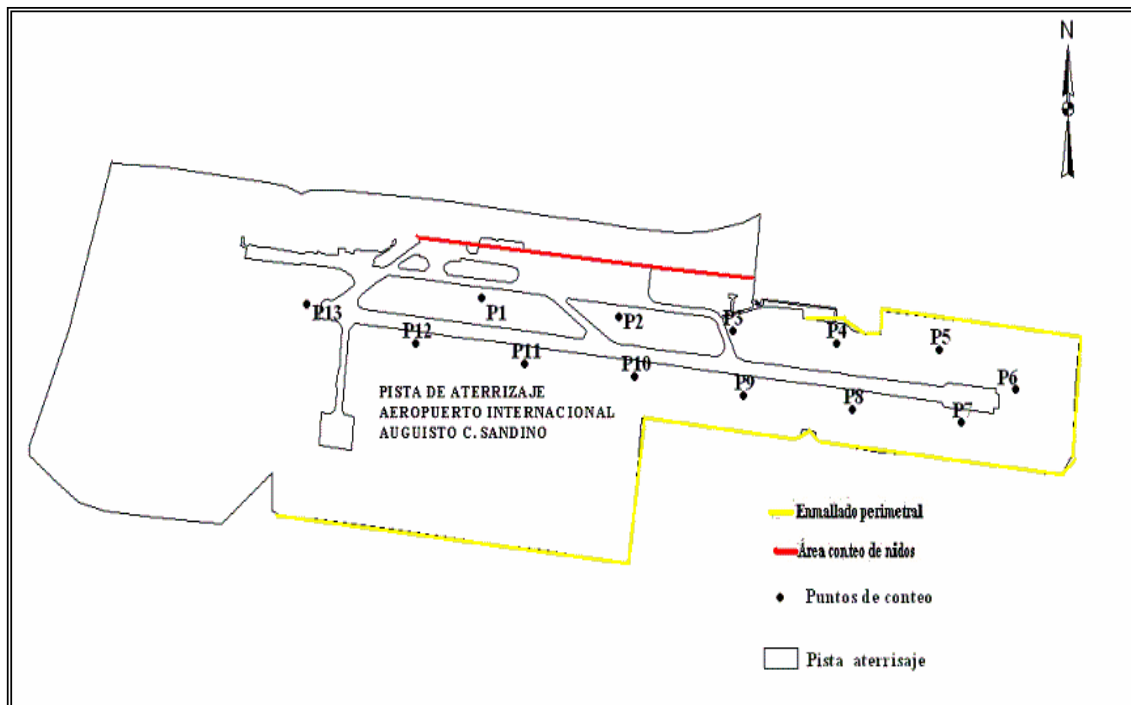 N
P1
P2
P3
P4
P5
P6
P7
P8
P9
P10
P11
P12
P13
PISTA DE ATERRIZAJE
AEROPUERTO INTERNACIONAL
AUGUISTO C. SANDINO
Enmallado perimetral
Área conteo de nidos
Puntos de conteo
Pista aterrisaje